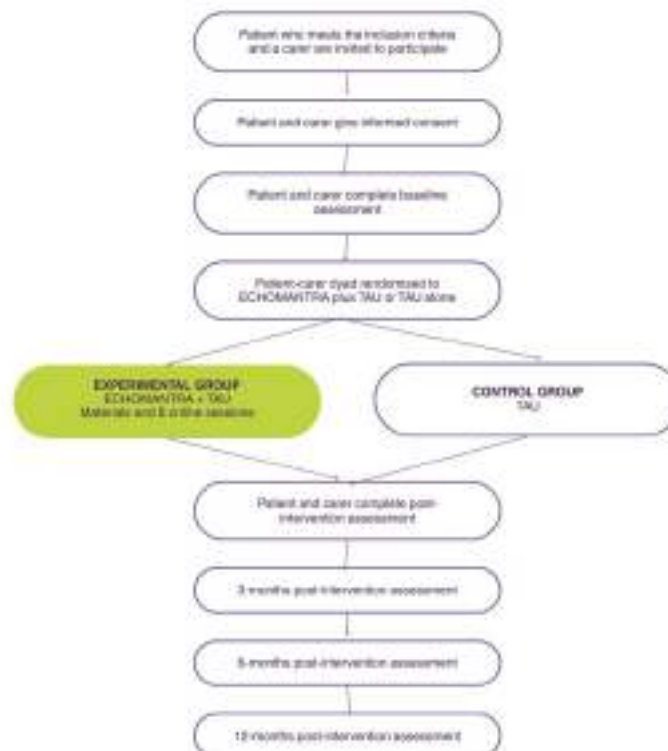 Patient who meets the inclusion criteria
and a carer are invited to participate
Patient and carer give informed consent
Patient and carer complete baseline
assessment
Patient-carer dyad randomised to
ECHOMANTRA plus TAU or TAU alone
EXPERIMENTAL GROUP
ECHOMANTRA + TAU
Materials and online sessions
CONTROL GROUP
TAU
Patient and carer complete post-
intervention assessment
3 months post-intervention assessment
months post-intervention assessment
12 months post-intervention assessment